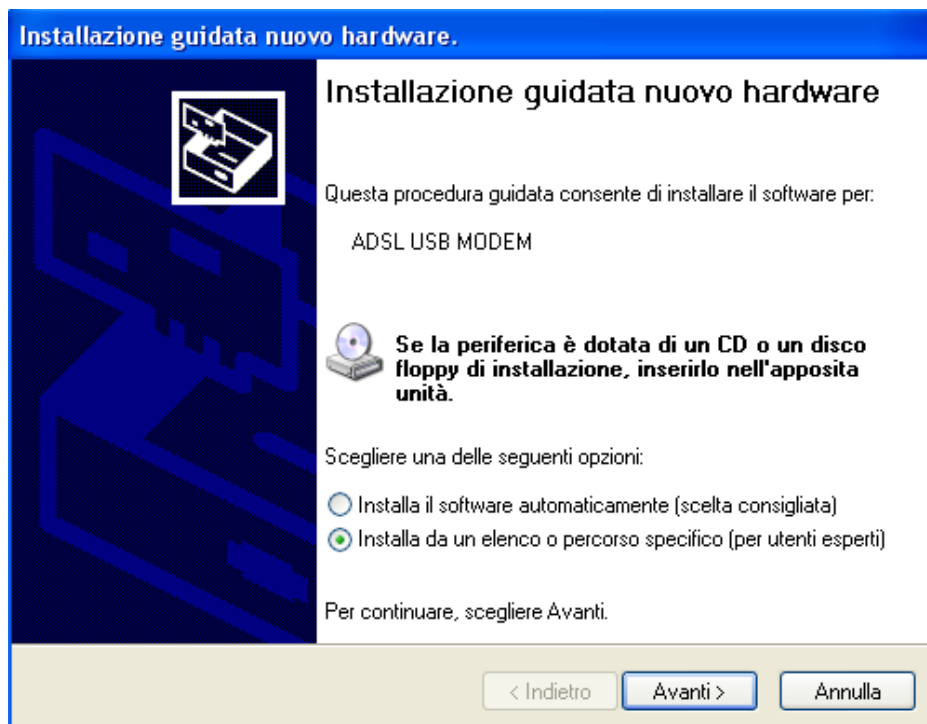 Installazione guidata nuovo hardware.
Installazione guidata nuovo hardware
Questa procedura guidata consente di installare il software per:
ADSL USB MODEM
Se la periferica è dotata di un CD o un disco
floppy di installazione, inserirlo nell'apposita
unità.
Scegliere una delle seguenti opzioni:
Installa il software automaticamente (scelta consigliata)
Installa da un elenco o percorso specifico (per utenti esperti)
Per continuare, scegliere Avanti.
< Indietro
Avanti >
Annulla